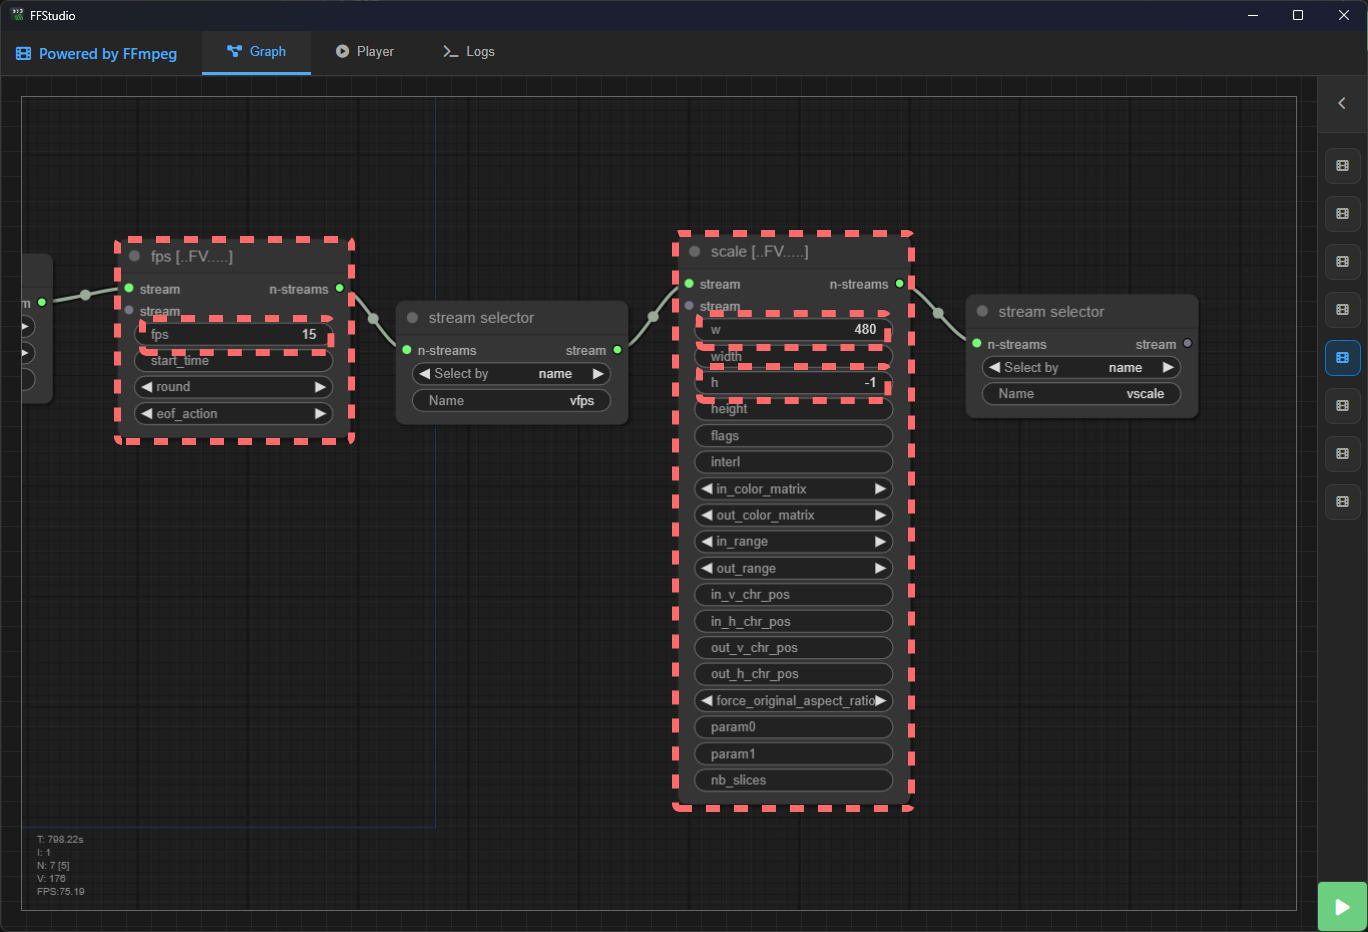 FFStudio
Powered by FFmpeg
Graph
Player
Logs
m
fps [..FV.....]
stream
n-streams
stream
fps
15
start_time
round
eof_action
stream selector
n-streams
stream
Select by
name
Name
vfps
scale [..FV.....]
stream
n-streams
stream
w
480
width
h
-1
height
flags
interl
in_color_matrix
out_color_matrix
in_range
out_range
in_v_chr_pos
in_h_chr_pos
out_v_chr_pos
out_h_chr_pos
force_original_aspect_ratio
param0
param1
nb_slices
stream selector
n-streams
stream
Select by
name
Name
vscale
T: 798.22s
I: 1
N: 7 [5]
V: 176
FPS:75.19